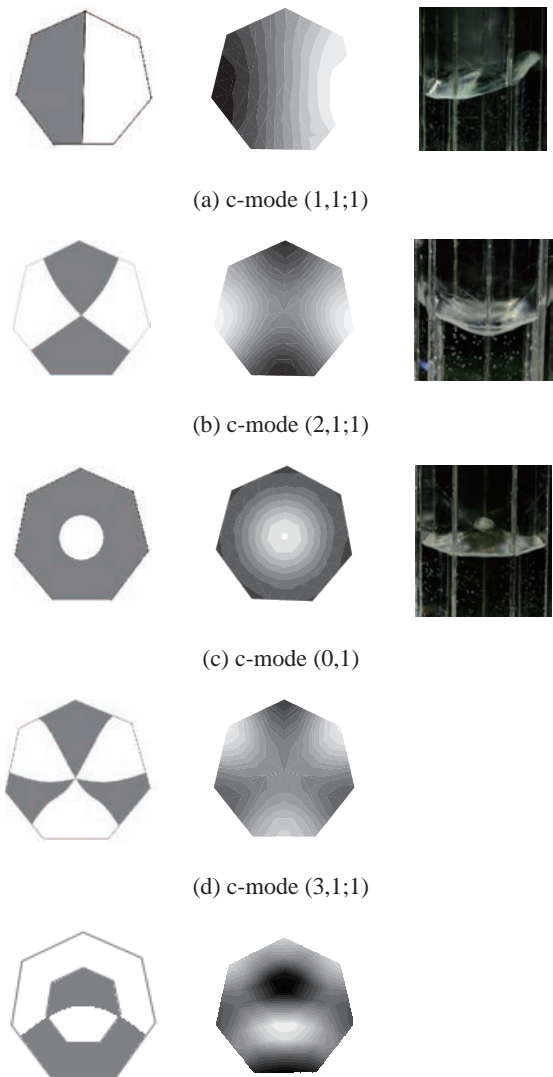 (a) c-mode (1,1;1)
(b) c-mode (2,1;1)
(c) c-mode (0,1)
(d) c-mode (3,1;1)